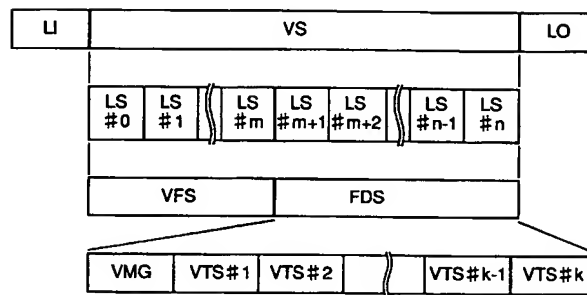 LI VS LO
LS #0 LS #1 LS #m LS #m+1 LS #m+2 LS #n-1 LS #n
VFS FDS
VMG VTS#1 VTS#2 VTS#k-1 VTS#k